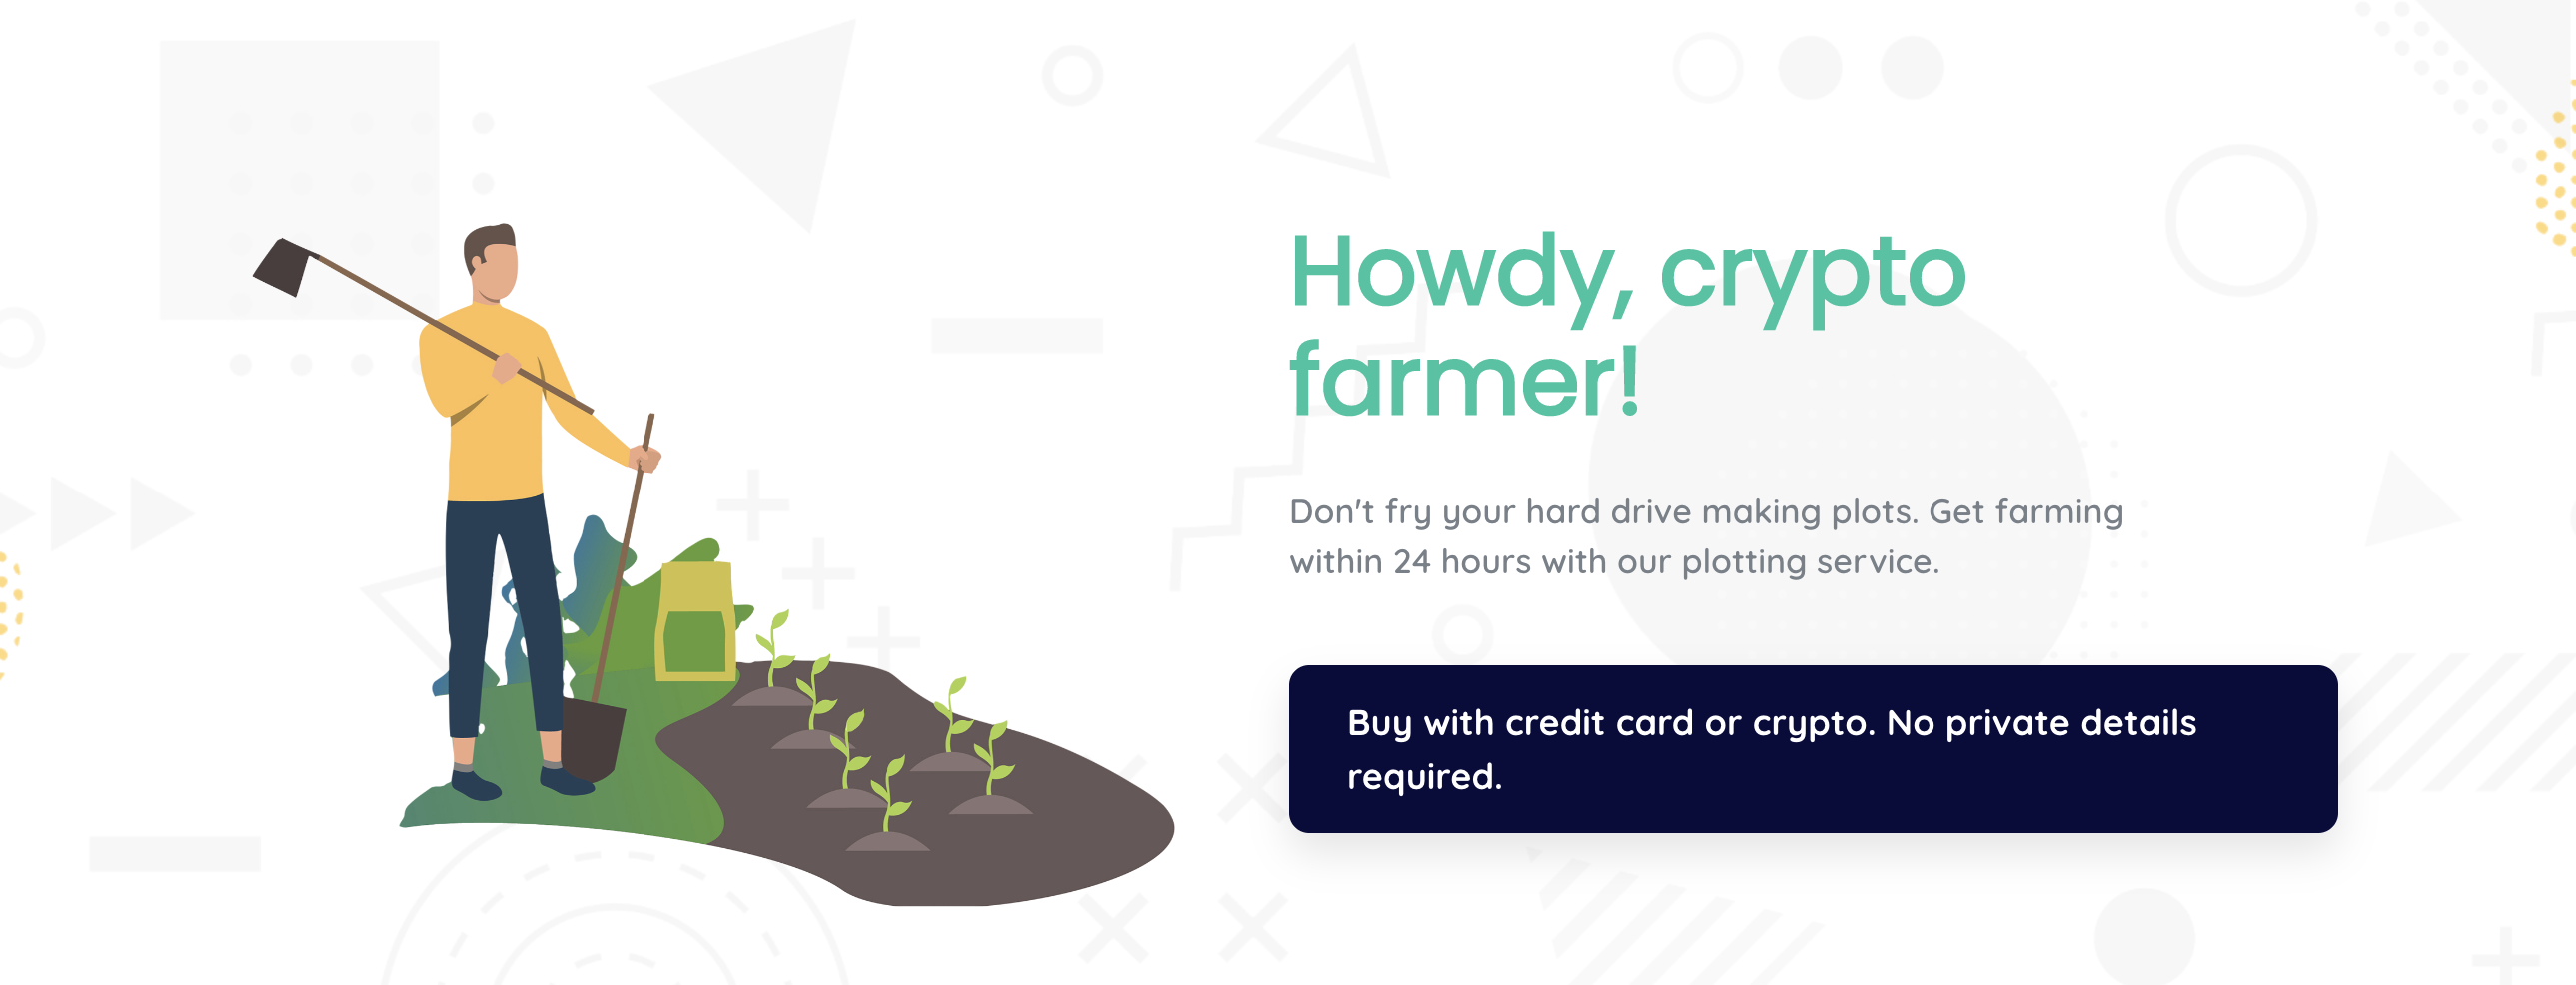 Howdy, crypto
farmer!
Don't fry your hard drive making plots. Get farming
within 24 hours with our plotting service.
Buy with credit card or crypto. No private details
required.